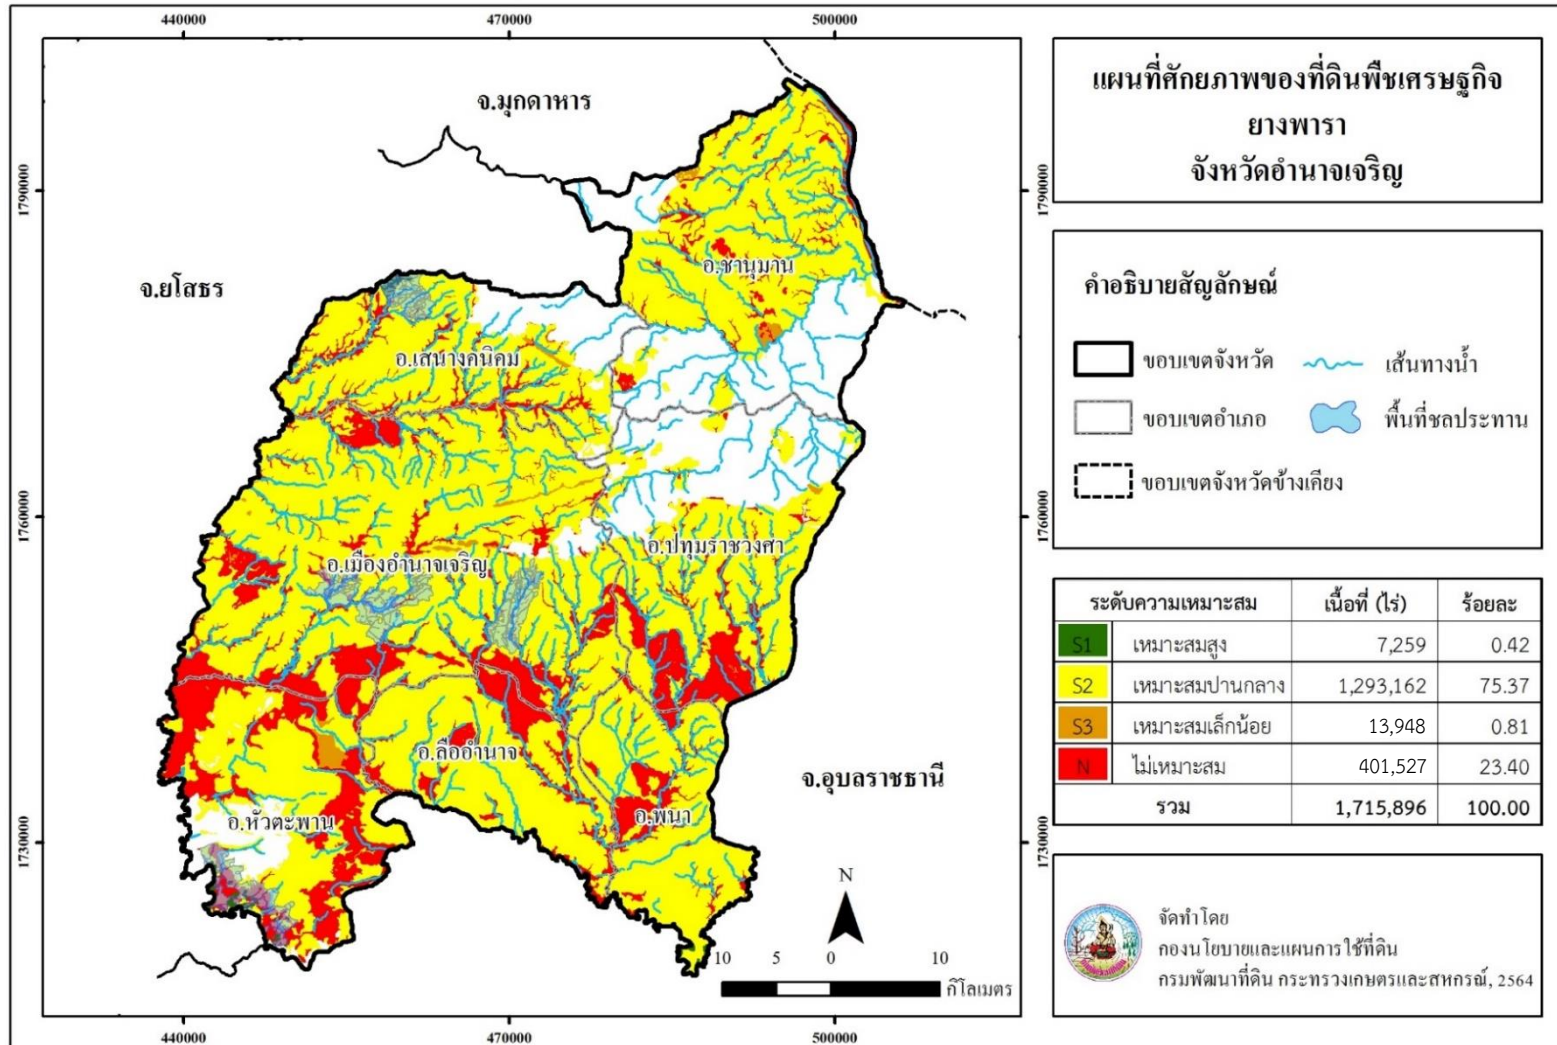 440000
470000
500000
1790000
1760000
1730000
1790000
1760000
1730000
440000
470000
500000
จ.มุกดาหาร
จ.ยโสธร
อ.ชานุมาน
อ.เสนางคนิคม
อ.ปทุมราชวงศา
อ.เมืองอำนาจเจริญ
อ.ลืออำนาจ
จ.อุบลราชธานี
อ.หัวตะพาน
อ.พนา
N
10 5 0 10
กิโลเมตร
แผนที่ศักยภาพของที่ดินพืชเศรษฐกิจ
ยางพารา
จังหวัดอำนาจเจริญ
คำอธิบายสัญลักษณ์
ขอบเขตจังหวัด
เส้นทางน้ำ
ขอบเขตอำเภอ
พื้นที่ชลประทาน
ขอบเขตจังหวัดข้างเคียง
ระดับความเหมาะสม เนื้อที่ (ไร่) ร้อยละ
S1 เหมาะสมสูง 7,259 0.42
S2 เหมาะสมปานกลาง 1,293,162 75.37
S3 เหมาะสมเล็กน้อย 13,948 0.81
N ไม่เหมาะสม 401,527 23.40
รวม 1,715,896 100.00
จัดทำโดย
กองนโยบายและแผนการใช้ที่ดิน
กรมพัฒนาที่ดิน กระทรวงเกษตรและสหกรณ์, 2564